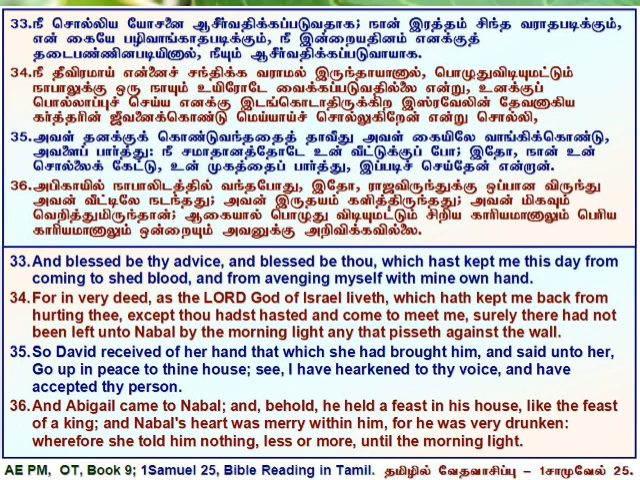 33.நீ சொல்லிய யோசனை ஆசீர்வதிக்கப்படுவதாக; நான் இரத்தம் சிந்த வராதபடிக்கும்,
என் கையே பழிவாங்காதபடிக்கும், நீ இன்றையதினம் எனக்குத்
தடைபண்ணினபடியினால், நீயும் ஆசீர்வதிக்கப்படுவாயாக.
34.நீ தீவிரமாய் என்னைச் சந்திக்க வராமல் இருந்தாயானால், பொழுதுவிடியுமட்டும்
நாபாலுக்கு ஒரு நாயும் உயிரோடே வைக்கப்படுவதில்லை என்று, உனக்குப்
பொல்லாப்புச் செய்ய எனக்கு இடங்கொடாதிருக்கிற இஸ்ரவேலின் தேவனாகிய
கர்த்தரின் ஜீவனைக்கொண்டு மெய்யாய்ச் சொல்லுகிறேன் என்று சொல்லி,
35.அவள் தனக்குக் கொண்டுவந்ததைத் தாவீது அவள் கையிலே வாங்கிக்கொண்டு,
அவளைப் பார்த்து: நீ சமாதானத்தோடே உன் வீட்டுக்குப் போ; இதோ, நான் உன்
சொல்லைக் கேட்டு, உன் முகத்தைப் பார்த்து, இப்படிச் செய்தேன் என்றான்.
36.அபிகாயில் நாபாலிடத்தில் வந்தபோது, இதோ, ராஜவிருந்துக்கு ஒப்பான விருந்து
அவன் வீட்டிலே நடந்தது; அவன் இருதயம் களித்திருந்தது; அவன் மிகவும்
வெறித்துமிருந்தான்; ஆகையால் பொழுது விடியுமட்டும் சிறிய காரியமானாலும் பெரிய
காரியமானாலும் ஒன்றையும் அவனுக்கு அறிவிக்கவில்லை.
33.And blessed be thy advice, and blessed be thou, which hast kept me this day from
coming to shed blood, and from avenging myself with mine own hand.
34.For in very deed, as the LORD God of Israel liveth, which hath kept me back from
hurting thee, except thou hadst hasted and come to meet me, surely there had not
been left unto Nabal by the morning light any that pisseth against the wall.
35.So David received of her hand that which she had brought him, and said unto her,
Go up in peace to thine house; see, I have hearkened to thy voice, and have
accepted thy person.
36.And Abigail came to Nabal; and, behold, he held a feast in his house, like the feast
of a king; and Nabal's heart was merry within him, for he was very drunken:
wherefore she told him nothing, less or more, until the morning light.
AE PM, OT, Book 9; 1Samuel 25, Bible Reading in Tamil. தமிழில் வேதவாசிப்பு – 1சாமுவேல் 25.